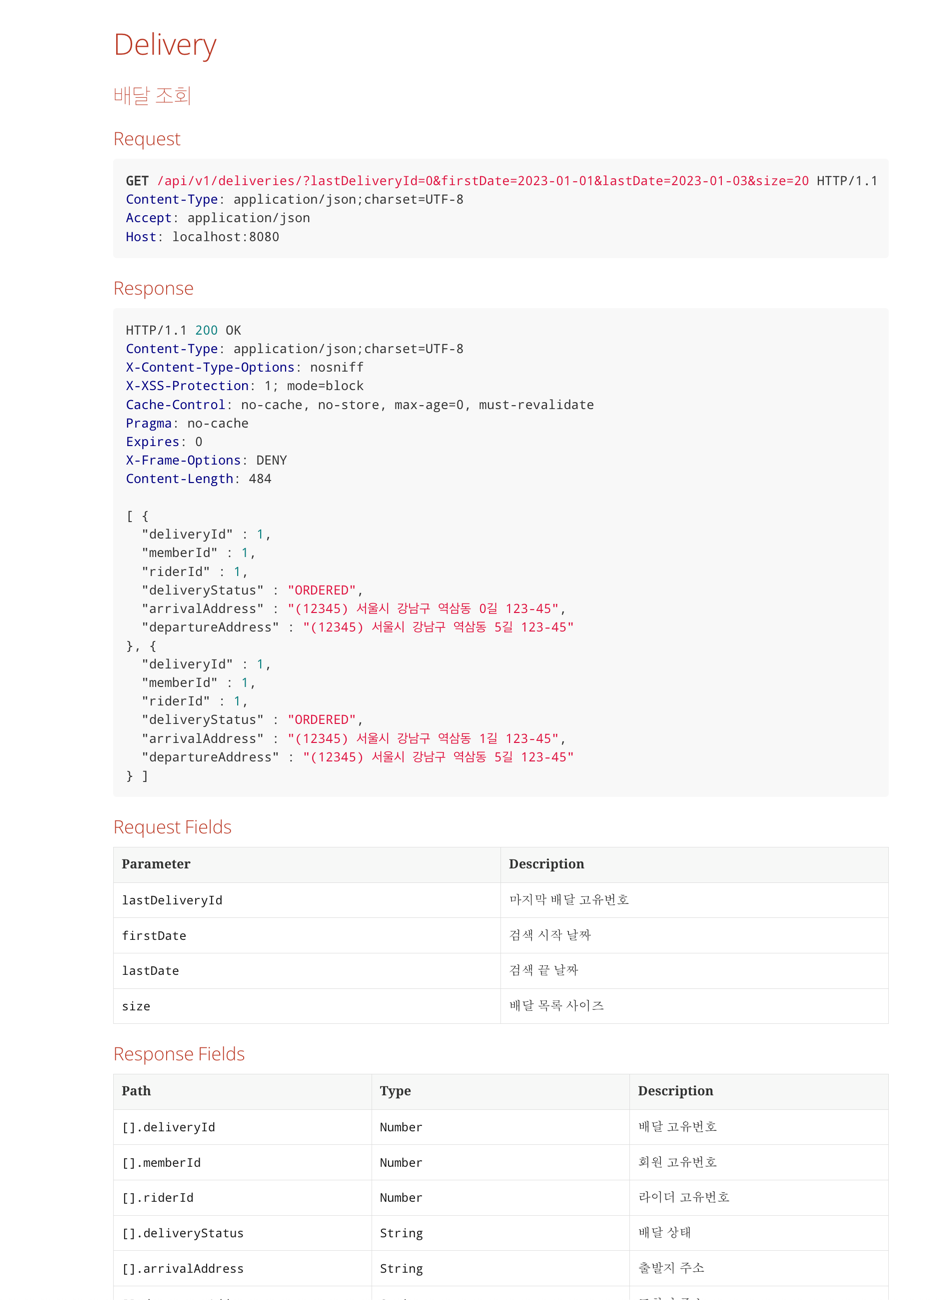 Delivery
배달 조회
Request
GET /api/v1/deliveries/?lastDeliveryId=0&firstDate=2023-01-01&lastDate=2023-01-03&size=20 HTTP/1.1
Content-Type: application/json;charset=UTF-8
Accept: application/json
Host: localhost:8080
Response
HTTP/1.1 200 OK
Content-Type: application/json;charset=UTF-8
X-Content-Type-Options: nosniff
X-XSS-Protection: 1; mode=block
Cache-Control: no-cache, no-store, max-age=0, must-revalidate
Pragma: no-cache
Expires: 0
X-Frame-Options: DENY
Content-Length: 484
[ {
  "deliveryId" : 1,
  "memberId" : 1,
  "riderId" : 1,
  "deliveryStatus" : "ORDERED",
  "arrivalAddress" : "(12345) 서울시 강남구 역삼동 0길 123-45",
  "departureAddress" : "(12345) 서울시 강남구 역삼동 5길 123-45"
}, {
  "deliveryId" : 1,
  "memberId" : 1,
  "riderId" : 1,
  "deliveryStatus" : "ORDERED",
  "arrivalAddress" : "(12345) 서울시 강남구 역삼동 1길 123-45",
  "departureAddress" : "(12345) 서울시 강남구 역삼동 5길 123-45"
} ]
Request Fields
Parameter Description
lastDeliveryId 마지막 배달 고유번호
firstDate 검색 시작 날짜
lastDate 검색 끝 날짜
size 배달 목록 사이즈
Response Fields
Path Type Description
[].deliveryId Number 배달 고유번호
[].memberId Number 회원 고유번호
[].riderId Number 라이더 고유번호
[].deliveryStatus String 배달 상태
[].arrivalAddress String 출발지 주소